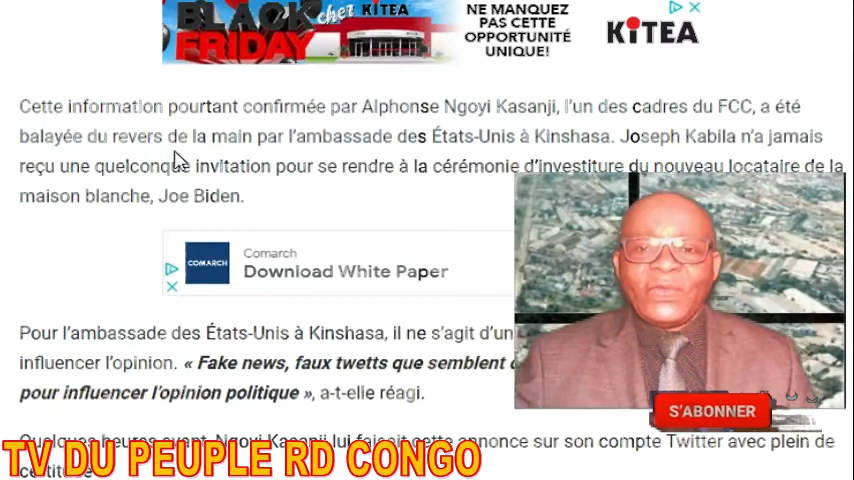 BLACK
FRIDAY
cher KITEA
NE MANQUEZ
PAS CETTE
OPPORTUNITÉ
UNIQUE!
KITEA
Cette information pourtant confirmée par Alphonse Ngoyi Kasanji, l'un des cadres du FCC, a été
balayée du revers de la main par l'ambassade des États-Unis à Kinshasa. Joseph Kabila n'a jamais
reçu une quelconque invitation pour se rendre à la cérémonie d'investiture du nouveau locataire de la
maison blanche, Joe Biden.
COMARCH
Comarch
Download White Paper
Pour l'ambassade des États-Unis à Kinshasa, il ne s'agit d'un
influencer l'opinion. « Fake news, faux twetts que semblent
pour influencer l'opinion politique », a-t-elle réagi.
S'ABONNER
Quelques heures avant, Ngoyi Kasanji lui faisait cette annonce sur son compte Twitter avec plein de
certitude
TV DU PEUPLE RD CONGO